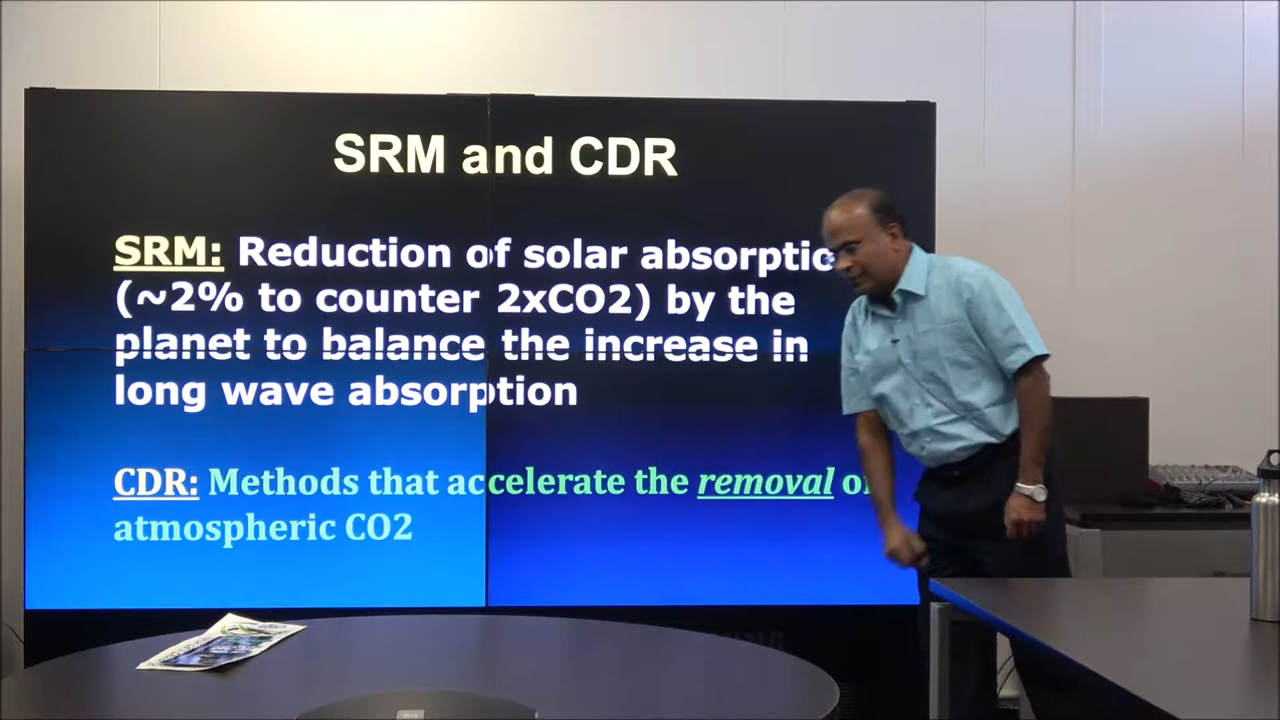 SRM and CDR
SRM: Reduction of solar absorptio
(~2% to counter 2xCO2) by the
planet to balance the increase in
long wave absorption
CDR: Methods that accelerate the removal of
atmospheric CO2